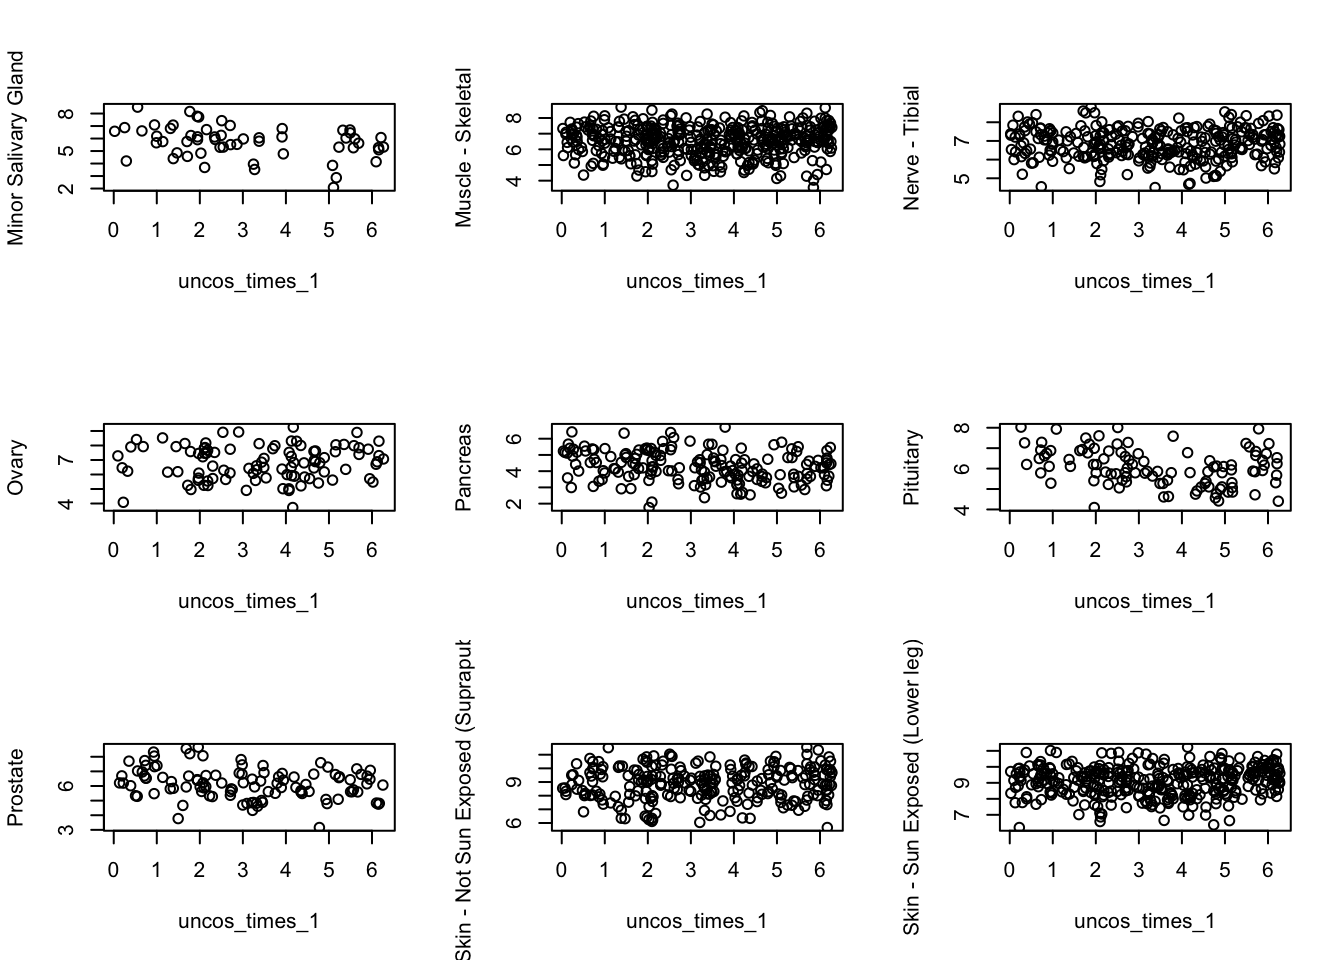 Minor Salivary Gland
8
5
2
0 1 2 3 4 5 6
uncos_times_1
Muscle - Skeletal
8
6
4
0 1 2 3 4 5 6
uncos_times_1
Nerve - Tibial
7
5
0 1 2 3 4 5 6
uncos_times_1
Ovary
7
4
0 1 2 3 4 5 6
uncos_times_1
Pancreas
6
4
2
0 1 2 3 4 5 6
uncos_times_1
Pituitary
8
6
4
0 1 2 3 4 5 6
uncos_times_1
Prostate
6
3
0 1 2 3 4 5 6
uncos_times_1
Skin - Not Sun Exposed (Suprapub
9
6
0 1 2 3 4 5 6
uncos_times_1
Skin - Sun Exposed (Lower leg)
9
7
0 1 2 3 4 5 6
uncos_times_1